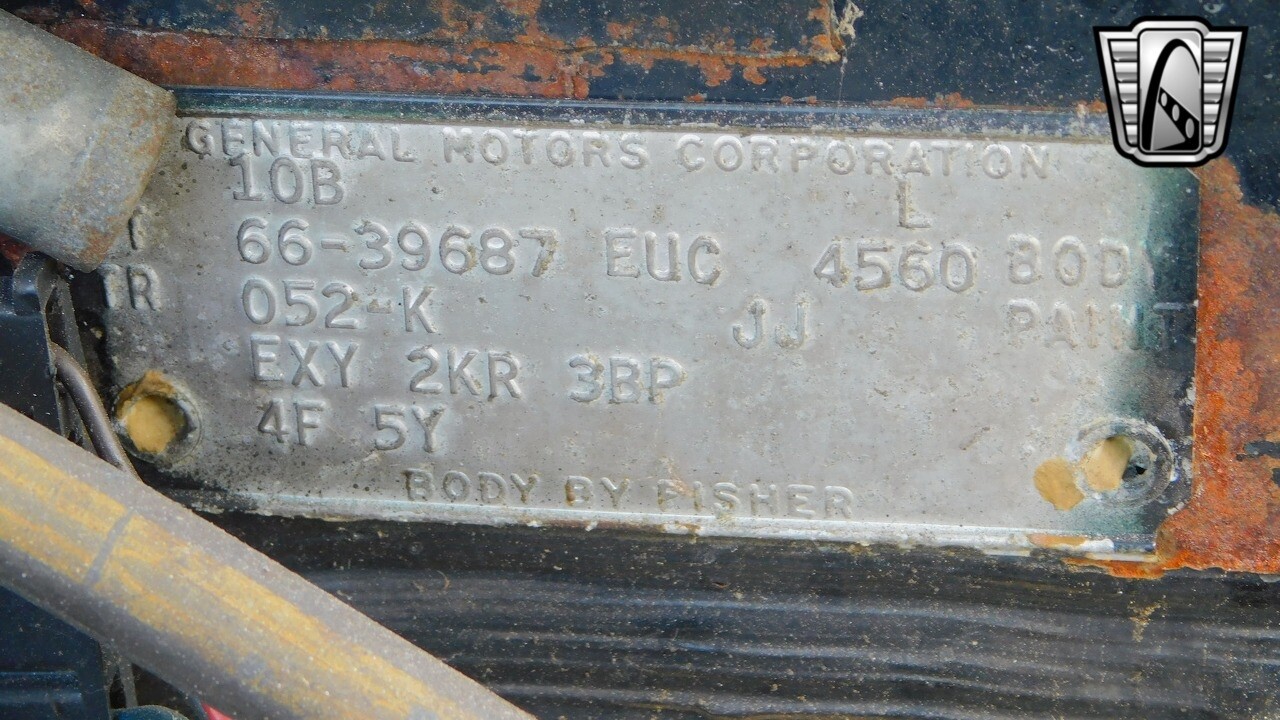 GENERAL MOTORS CORPORATION
10B L
66-39687 EUC 4560 BODY
TR 052-K JJ PAINT
EXY 2KR 3BP
4F 5Y
BODY BY FISHER